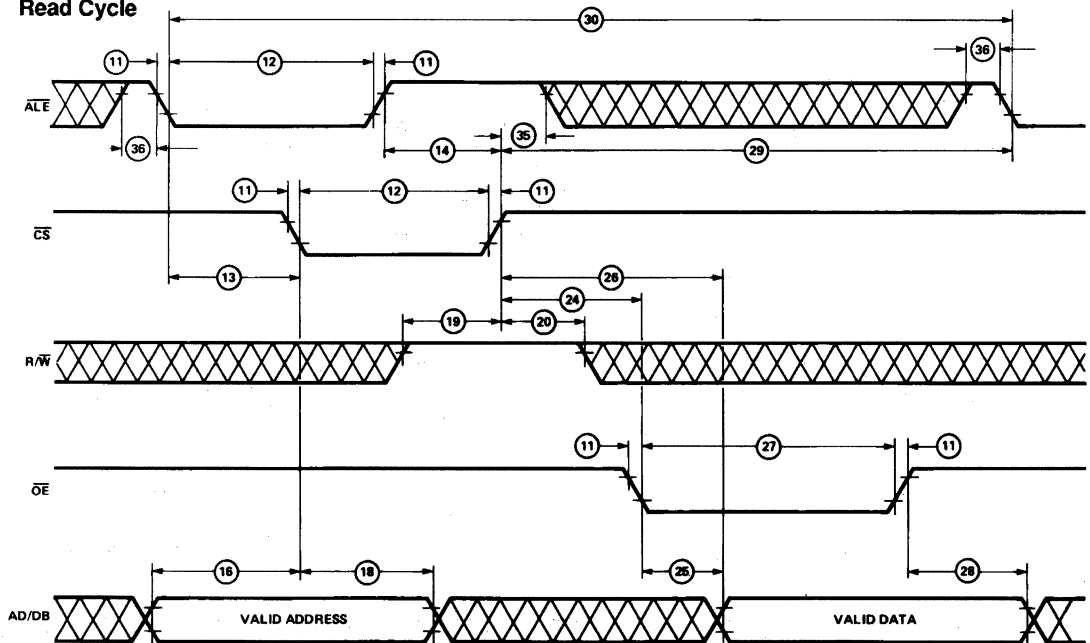 Read Cycle
30
11 12 11 36
ALE
36 14 35 29
11 12 11
CS
13 26
24
19 20
R/W
11 27 11
OE
16 18 25 28
AD/DB VALID ADDRESS VALID DATA